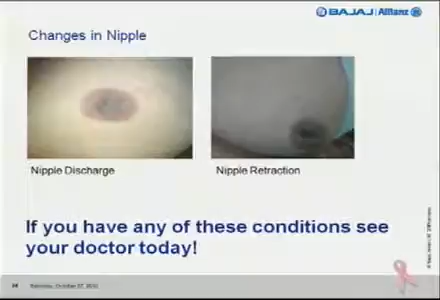 BAJAJ | Allianz
Changes in Nipple
Nipple Discharge
Nipple Retraction
If you have any of these conditions see
your doctor today!